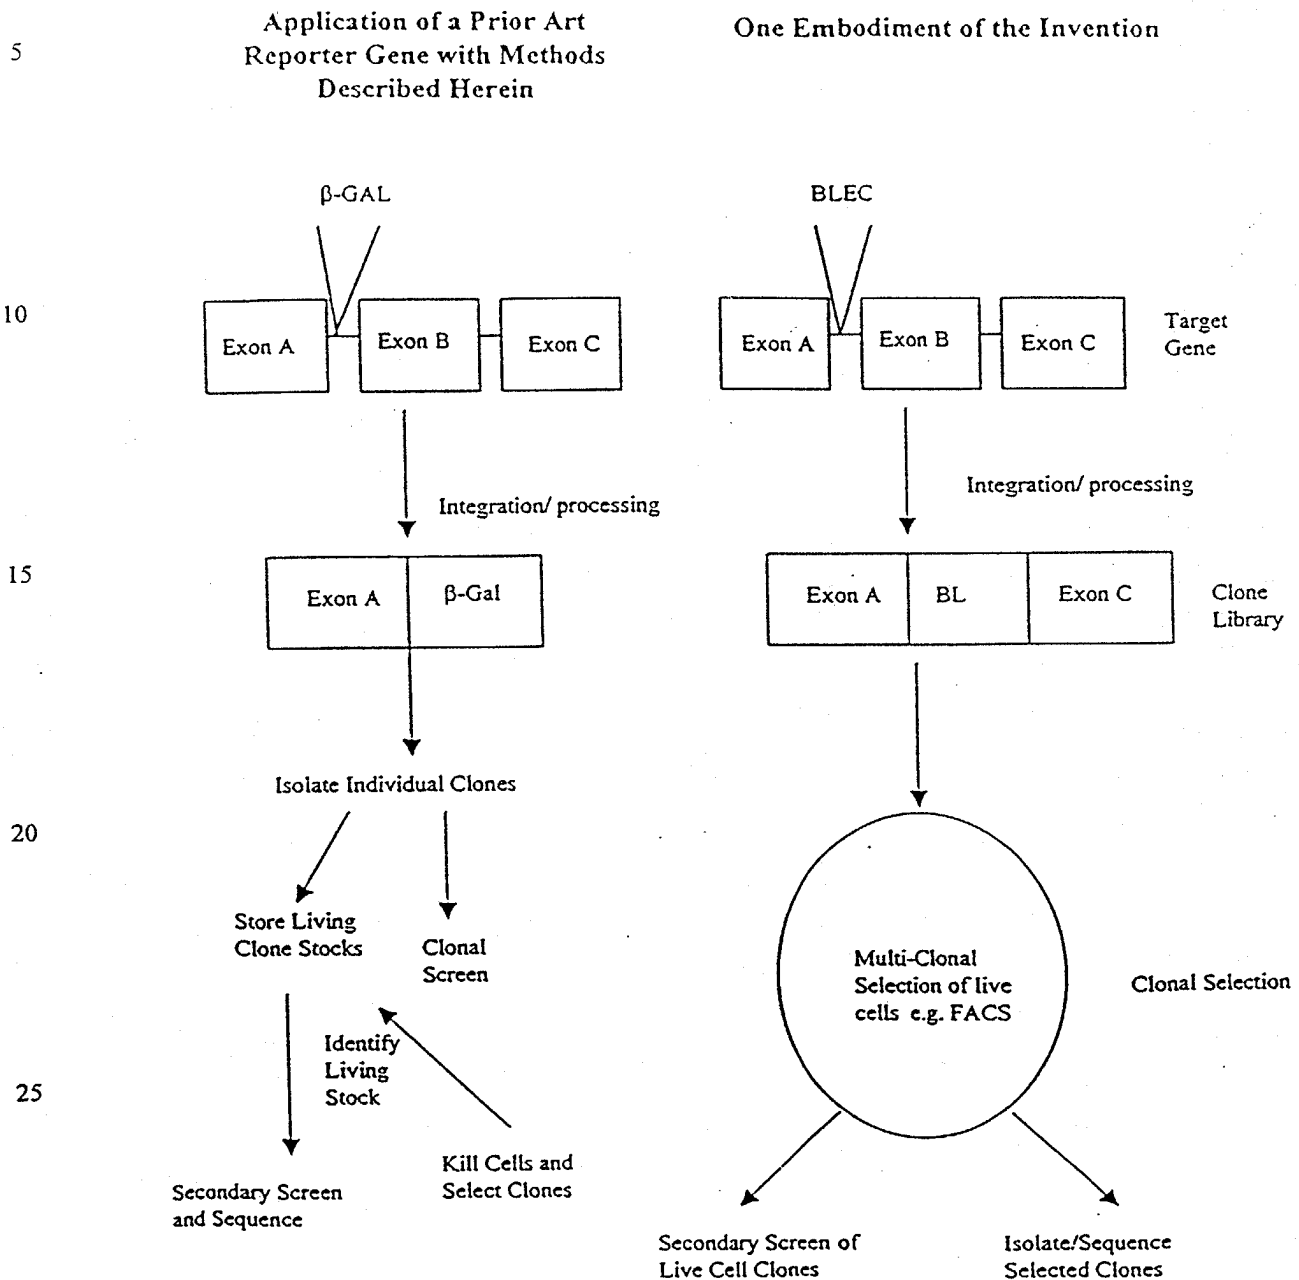 Application of a Prior Art
Reporter Gene with Methods
Described Herein
One Embodiment of the Invention
5
β-GAL
BLEC
10
Exon A
Exon B
Exon C
Exon A
Exon B
Exon C
Target
Gene
Integration/ processing
Integration/ processing
15
Exon A
β-Gal
Exon A
BL
Exon C
Clone
Library
Isolate Individual Clones
20
Store Living
Clone Stocks
Clonal
Screen
Multi-Clonal
Selection of live
cells e.g. FACS
Clonal Selection
Identify
Living
Stock
25
Kill Cells and
Select Clones
Secondary Screen
and Sequence
Secondary Screen of
Live Cell Clones
Isolate/Sequence
Selected Clones